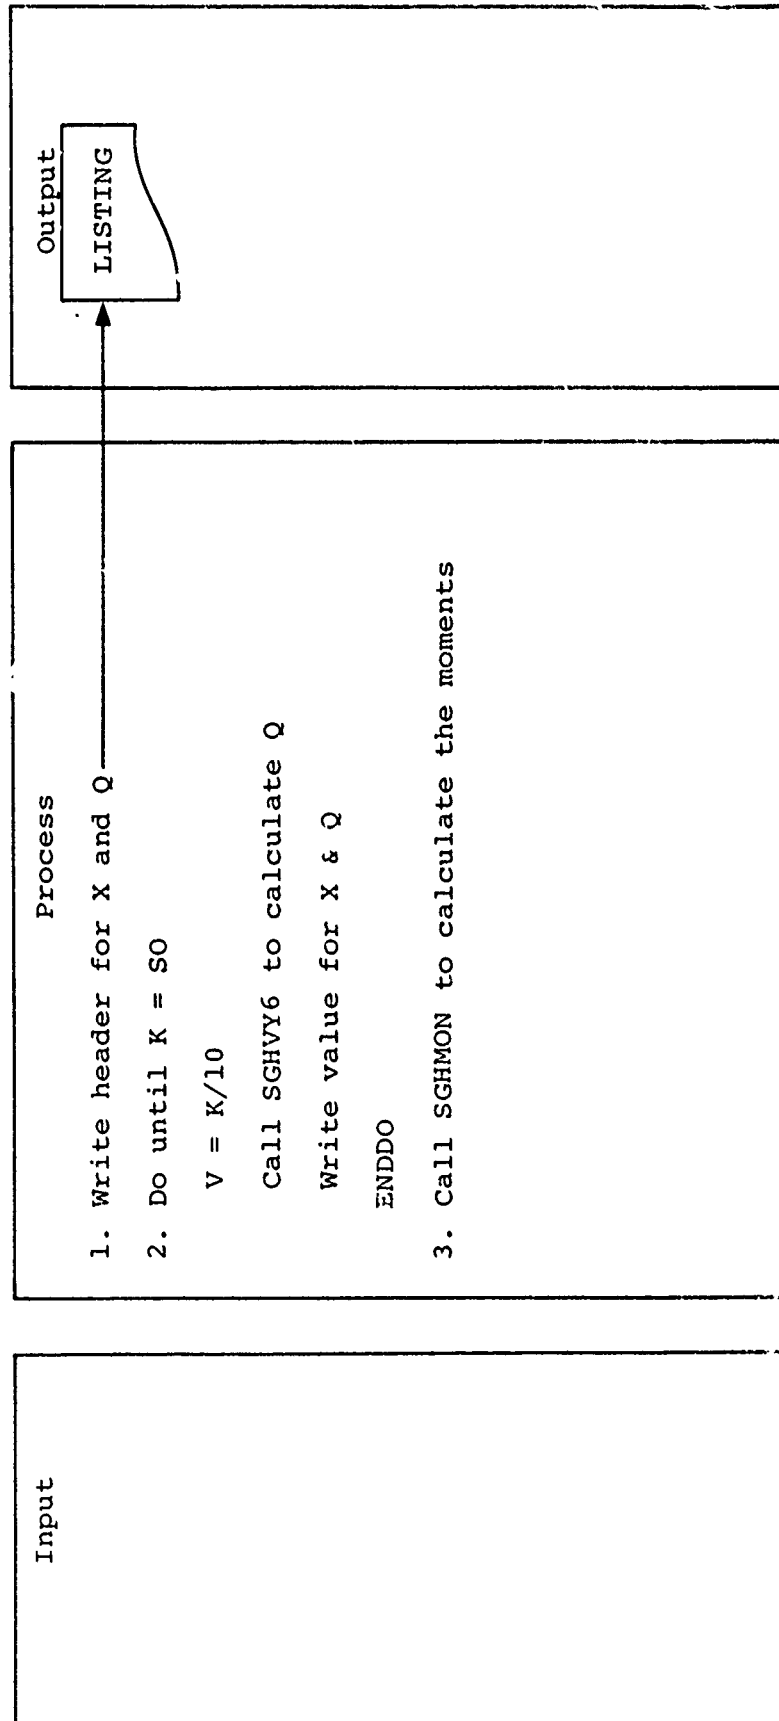 Input
Process
1. Write header for X and Q
2. Do until K = SO
V = K/10
Call SGHVY6 to calculate Q
Write value for X & Q
ENDDO
3. Call SGHMON to calculate the moments
Output
LISTING